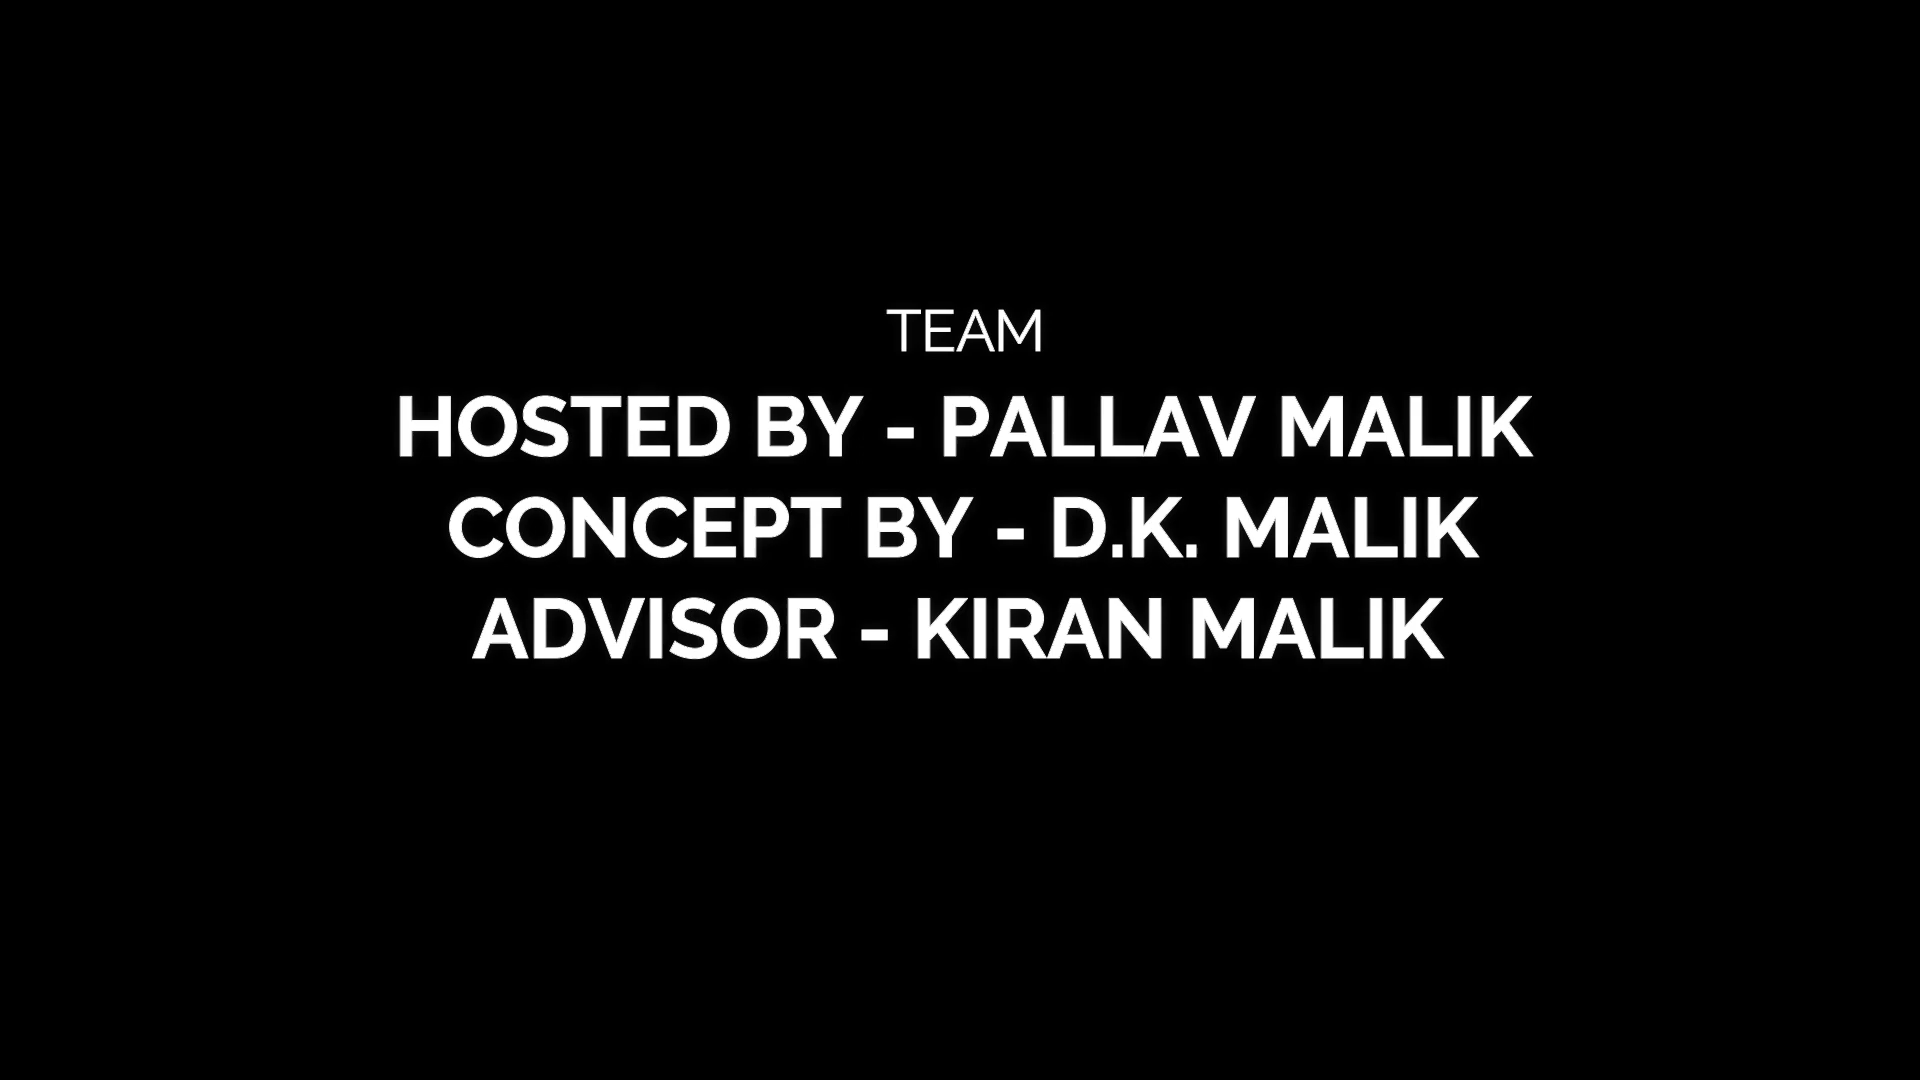 TEAM
HOSTED BY - PALLAV MALIK
CONCEPT BY - D.K. MALIK
ADVISOR - KIRAN MALIK